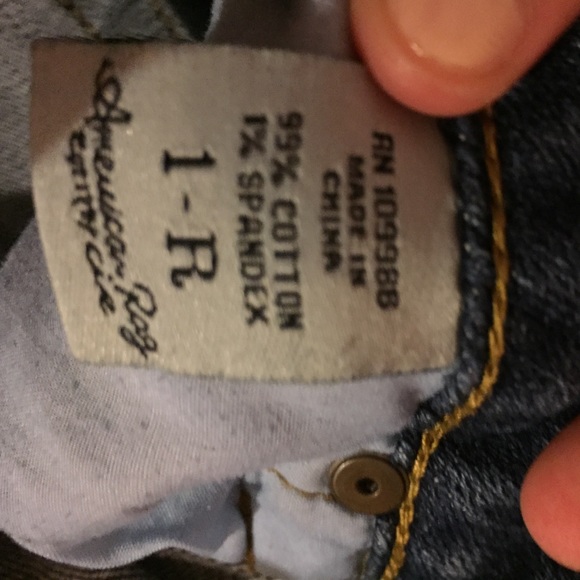 American Rag
cie
1-R
99% COTTON
1% SPANDEX
RN 109988
MADE IN
CHINA